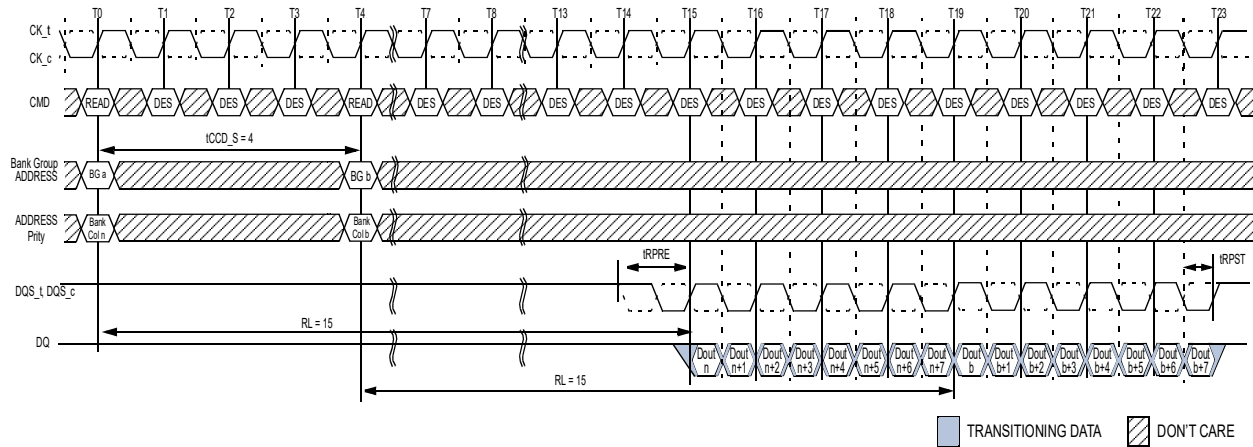 T0 T1 T2 T3 T4 T7 T8 T13 T14 T15 T16 T17 T18 T19 T20 T21 T22 T23
CK_t
CK_c
CMD READ DES DES DES READ DES DES DES DES DES DES DES DES DES DES DES DES DES
tCCD_S = 4
Bank Group
ADDRESS BG a BG b
ADDRESS
Prity
Bank
Col n
Bank
Col b
tRPRE tRPST
DQS_t, DQS_c
RL = 15
DQ
Dout n Dout n+1 Dout n+2 Dout n+3 Dout n+4 Dout n+5 Dout n+6 Dout n+7 Dout b Dout b+1 Dout b+2 Dout b+3 Dout b+4 Dout b+5 Dout b+6 Dout b+7
RL = 15
TRANSITIONING DATA DON'T CARE